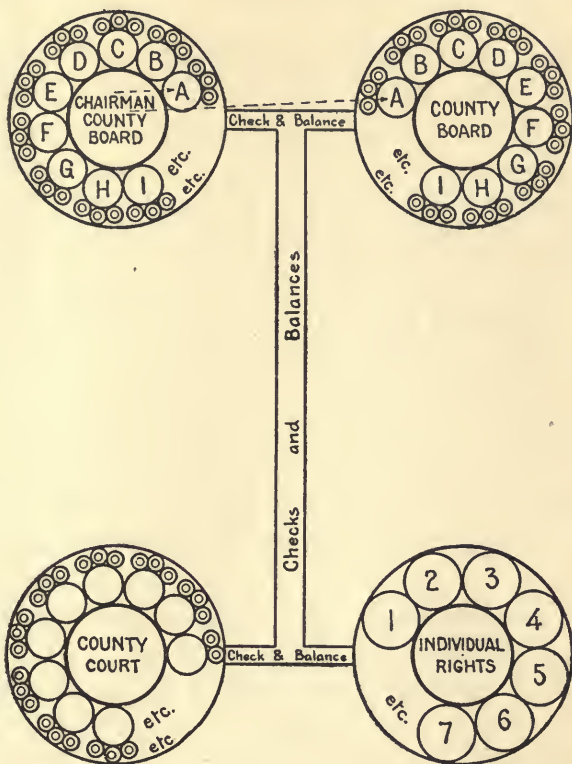 C
D
B
E
A
CHAIRMAN
COUNTY
BOARD
F
G
H
I
etc.
etc.
C
B
D
A
E
COUNTY
BOARD
F
G
I
H
etc.
etc.
Check & Balance
Checks and Balances
COUNTY
COURT
etc.
etc
Check & Balance
1
2
3
4
5
6
7
INDIVIDUAL
RIGHTS
etc.